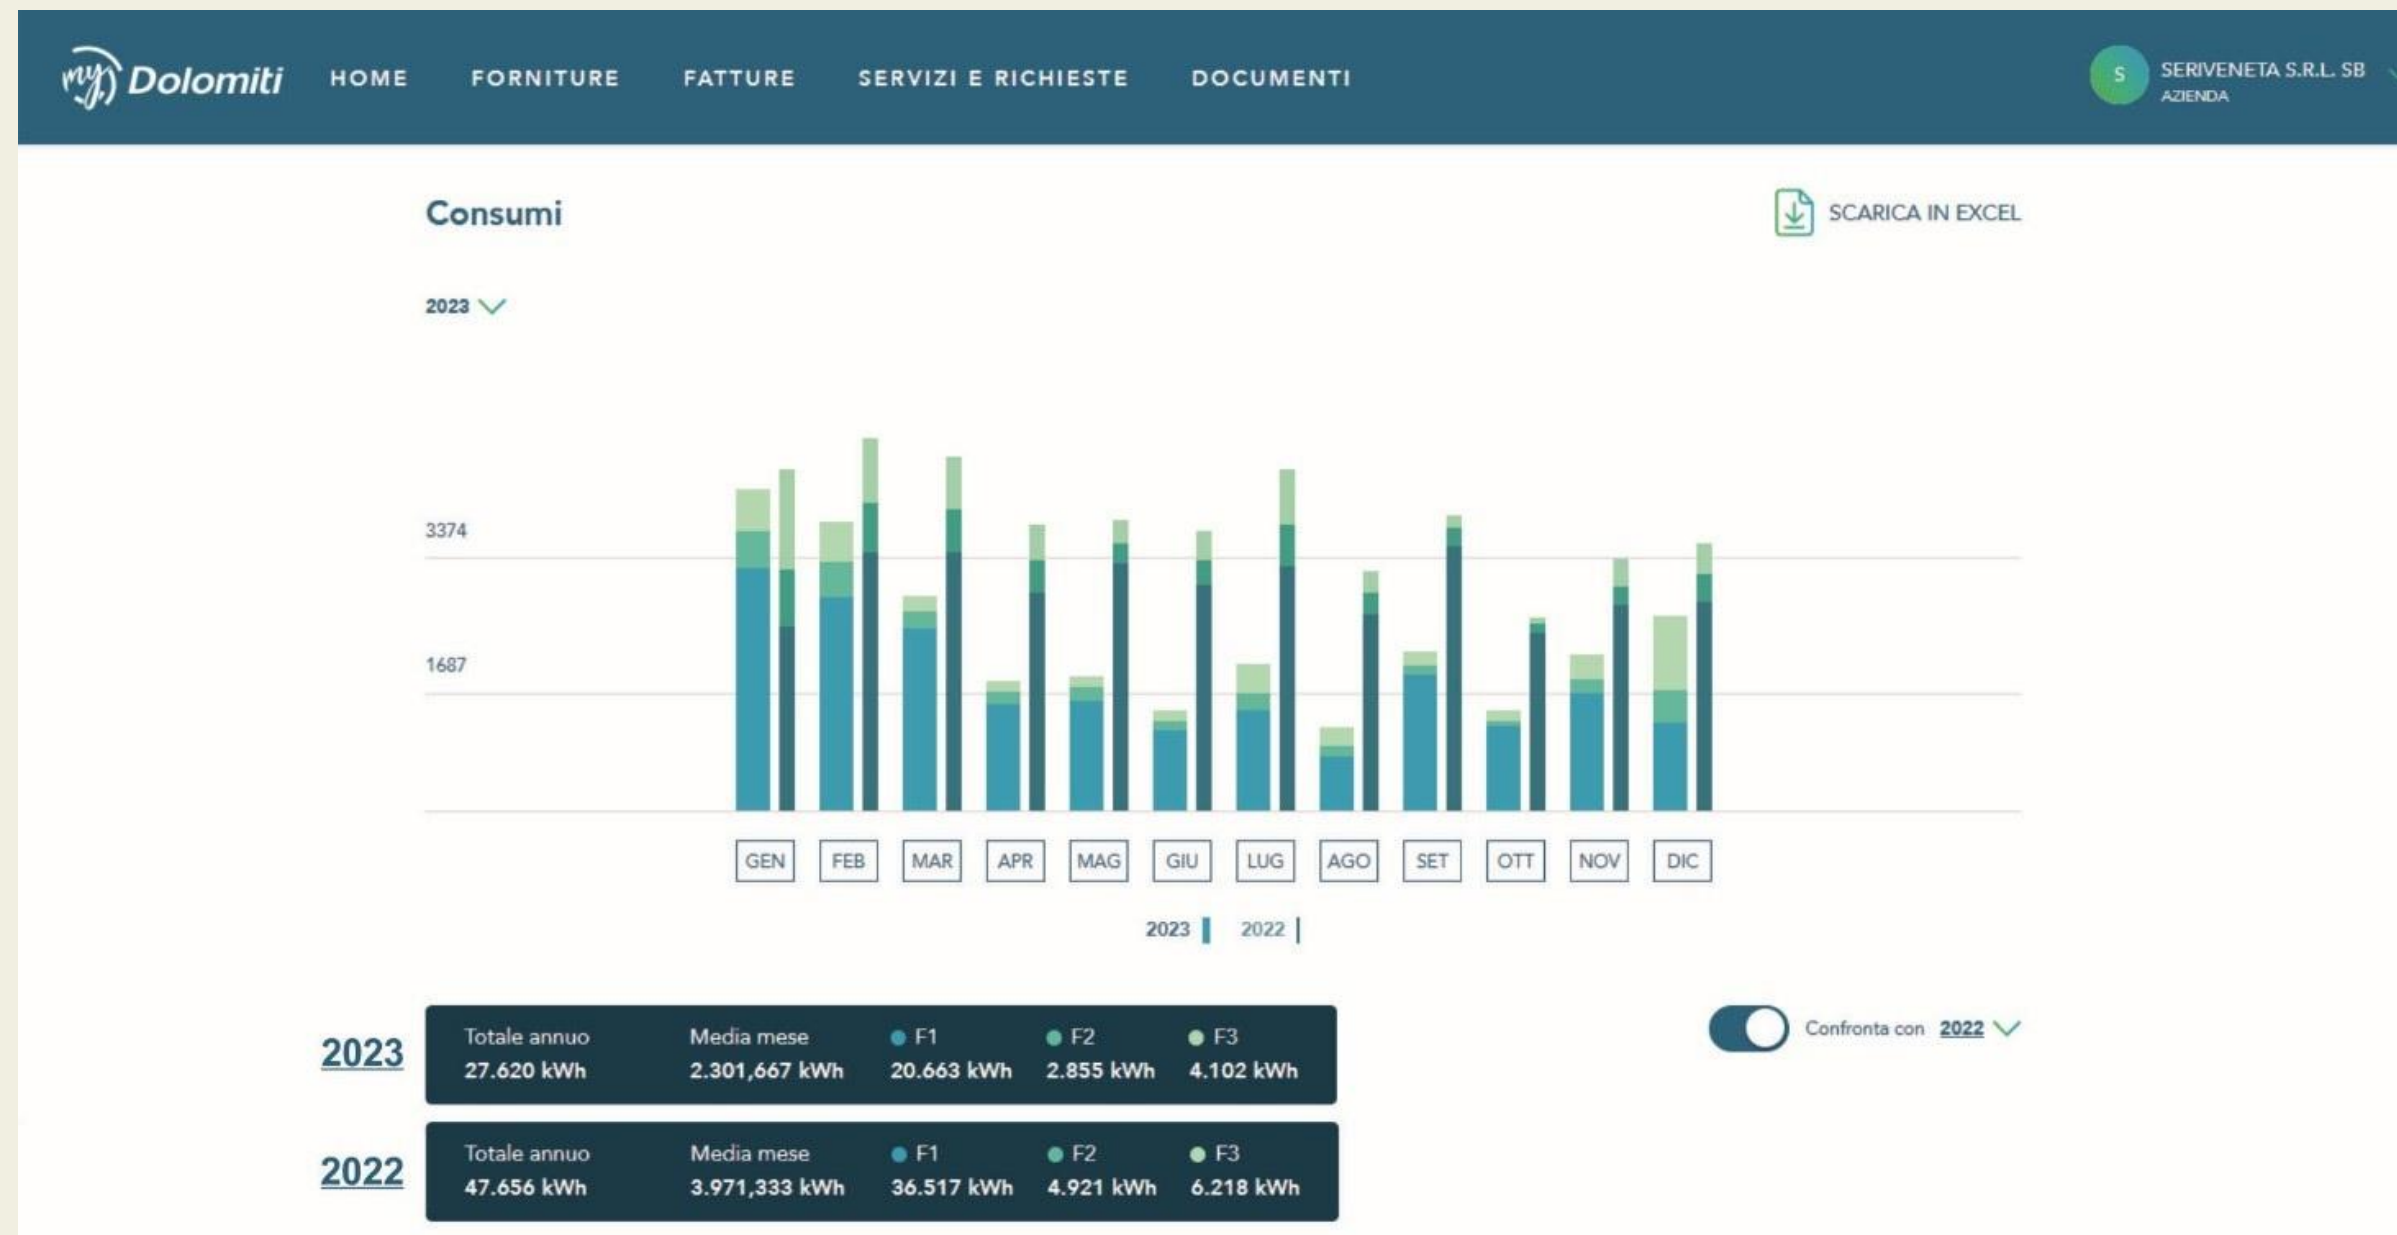 my Dolomiti HOME FORNITURE FATTURE SERVIZI E RICHIESTE DOCUMENTI
S SERIVENETA S.R.L. SB
AZIENDA
Consumi
SCARICA IN EXCEL
2023
3374
1687
GEN FEB MAR APR MAG GIU LUG AGO SET OTT NOV DIC
2023 2022
2023
Totale annuo Media mese F1 F2 F3
27.620 kWh 2.301,667 kWh 20.663 kWh 2.855 kWh 4.102 kWh
Confronta con 2022
2022
Totale annuo Media mese F1 F2 F3
47.656 kWh 3.971,333 kWh 36.517 kWh 4.921 kWh 6.218 kWh